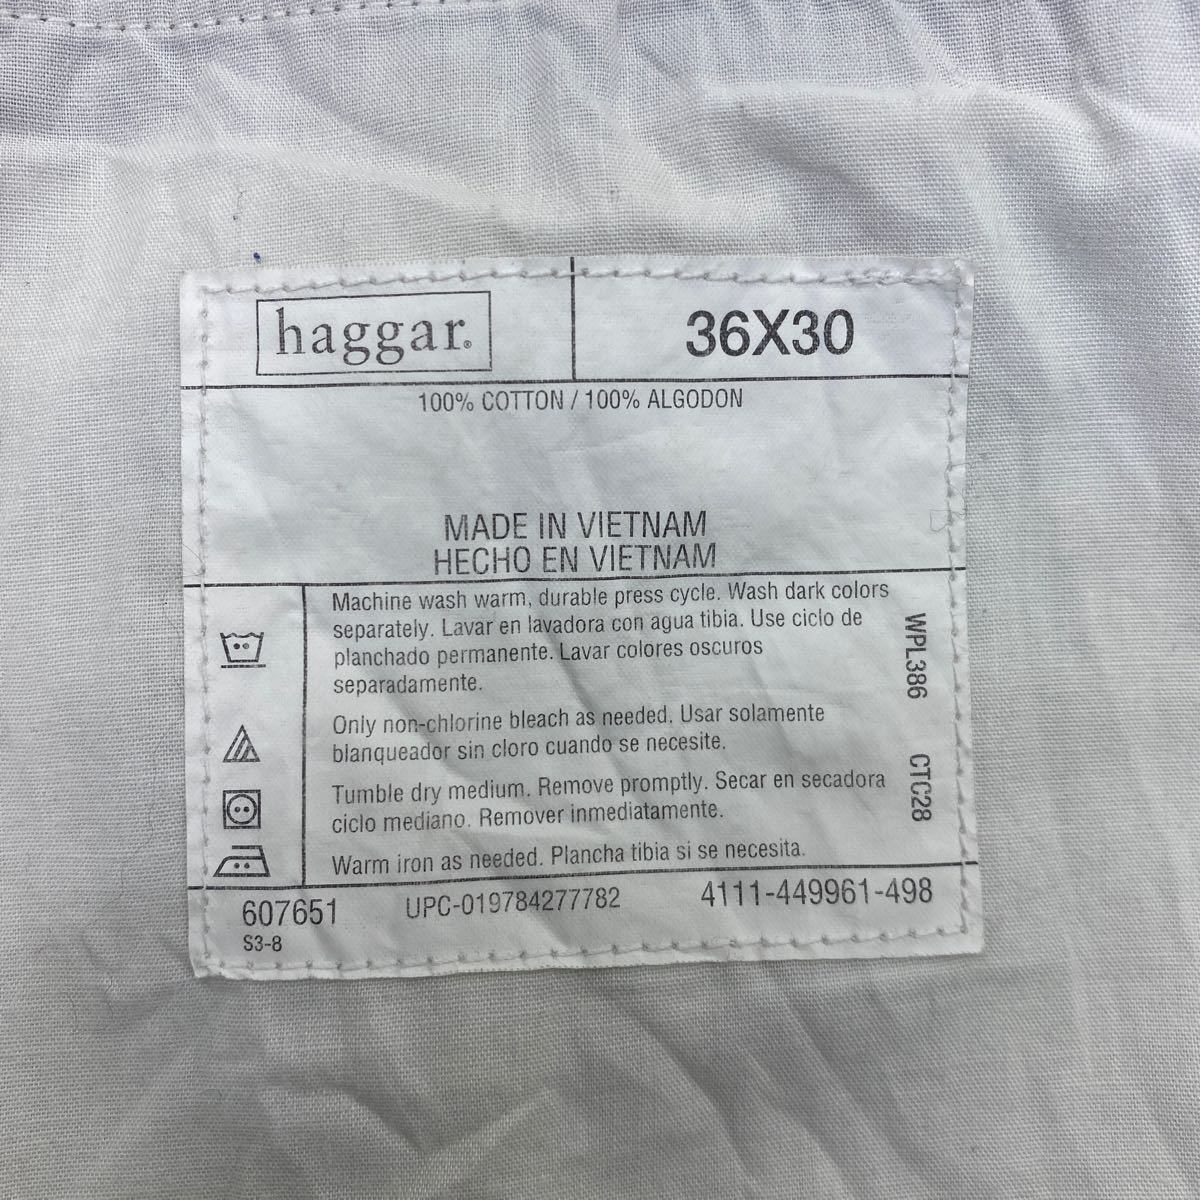 haggar®
36X30
100% COTTON / 100% ALGODON
MADE IN VIETNAM
HECHO EN VIETNAM
Machine wash warm, durable press cycle. Wash dark colors
separately. Lavar en lavadora con agua tibia. Use ciclo de
planchado permanente. Lavar colores oscuros
separadamente.
Only non-chlorine bleach as needed. Usar solamente
blanqueador sin cloro cuando se necesite.
Tumble dry medium. Remove promptly. Secar en secadora
ciclo mediano. Remover inmediatamente.
Warm iron as needed. Plancha tibia si se necesita.
WPL386
CTC28
607651
UPC-019784277782
4111-449961-498
S3-8